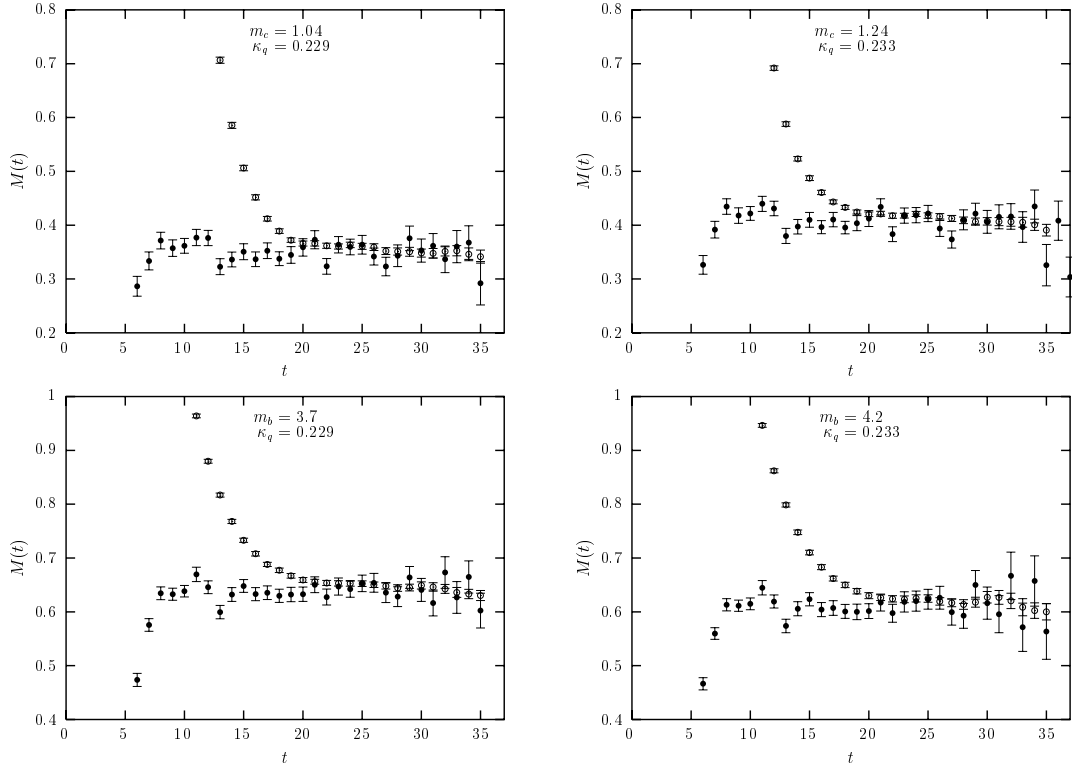 0.8
0.7
0.6
0.5
0.4
0.3
0.2
M(t)
m_c = 1.04
κ_q = 0.229
0 5 10 15 20 25 30 35
t
0.8
0.7
0.6
0.5
0.4
0.3
0.2
M(t)
m_c = 1.24
κ_q = 0.233
0 5 10 15 20 25 30 35
t
1
0.9
0.8
0.7
0.6
0.5
0.4
M(t)
m_b = 3.7
κ_q = 0.229
0 5 10 15 20 25 30 35
t
1
0.9
0.8
0.7
0.6
0.5
0.4
M(t)
m_b = 4.2
κ_q = 0.233
0 5 10 15 20 25 30 35
t